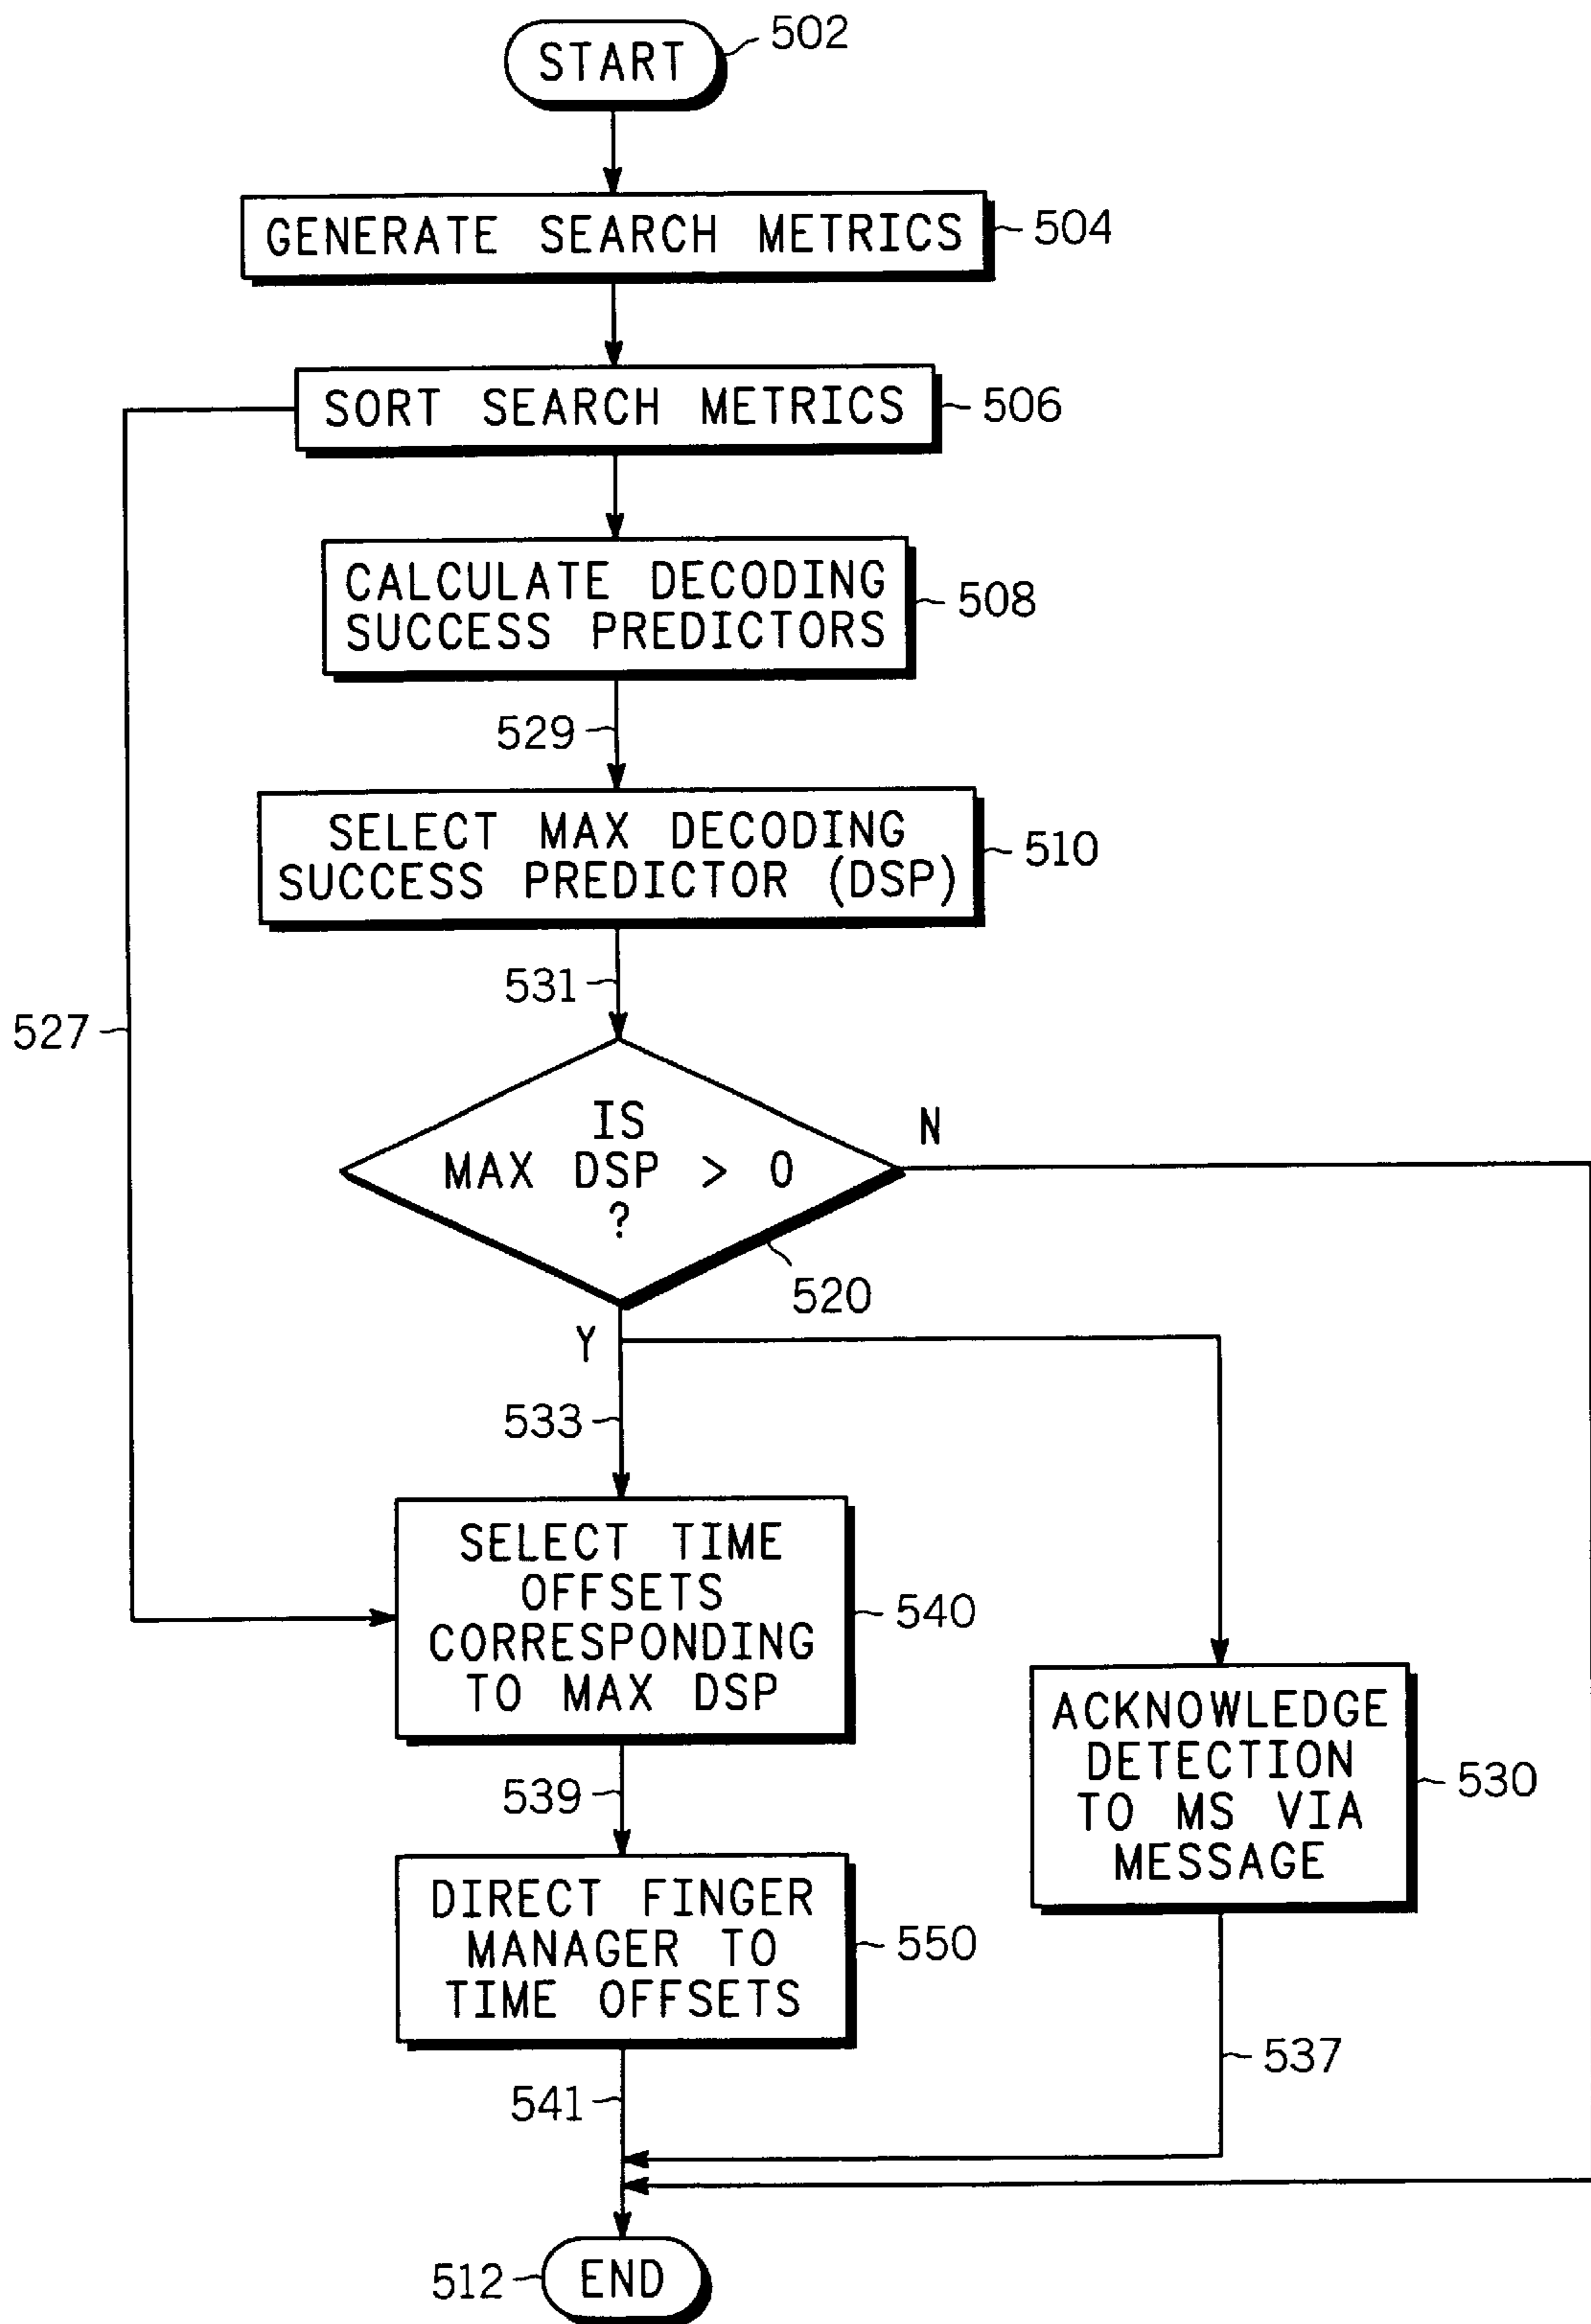 START
502
GENERATE SEARCH METRICS
504
SORT SEARCH METRICS
506
CALCULATE DECODING
SUCCESS PREDICTORS
508
529
SELECT MAX DECODING
SUCCESS PREDICTOR (DSP)
510
531
527
IS
MAX DSP > 0
?
N
520
Y
533
SELECT TIME
OFFSETS
CORRESPONDING
TO MAX DSP
540
ACKNOWLEDGE
DETECTION
TO MS VIA
MESSAGE
530
539
DIRECT FINGER
MANAGER TO
TIME OFFSETS
550
537
541
512
END